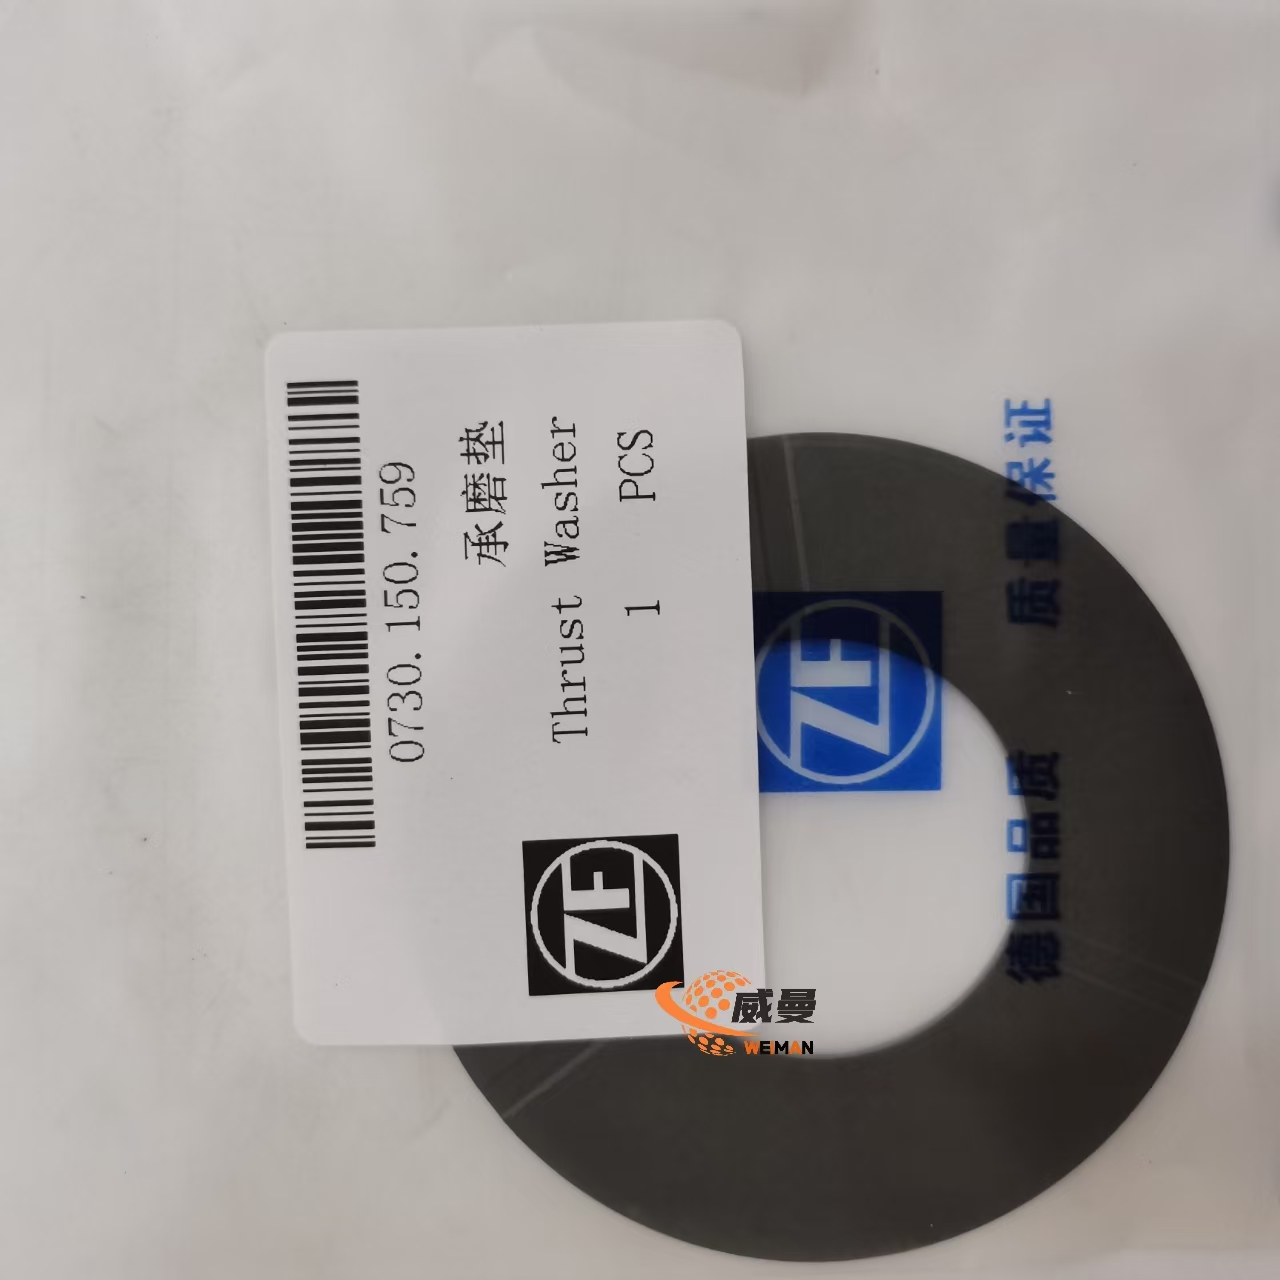 0730.150.759
承磨垫
Thrust Washer
1 PCS
ZF
ZF
德国品质 质量保证
威曼
WEIMAN